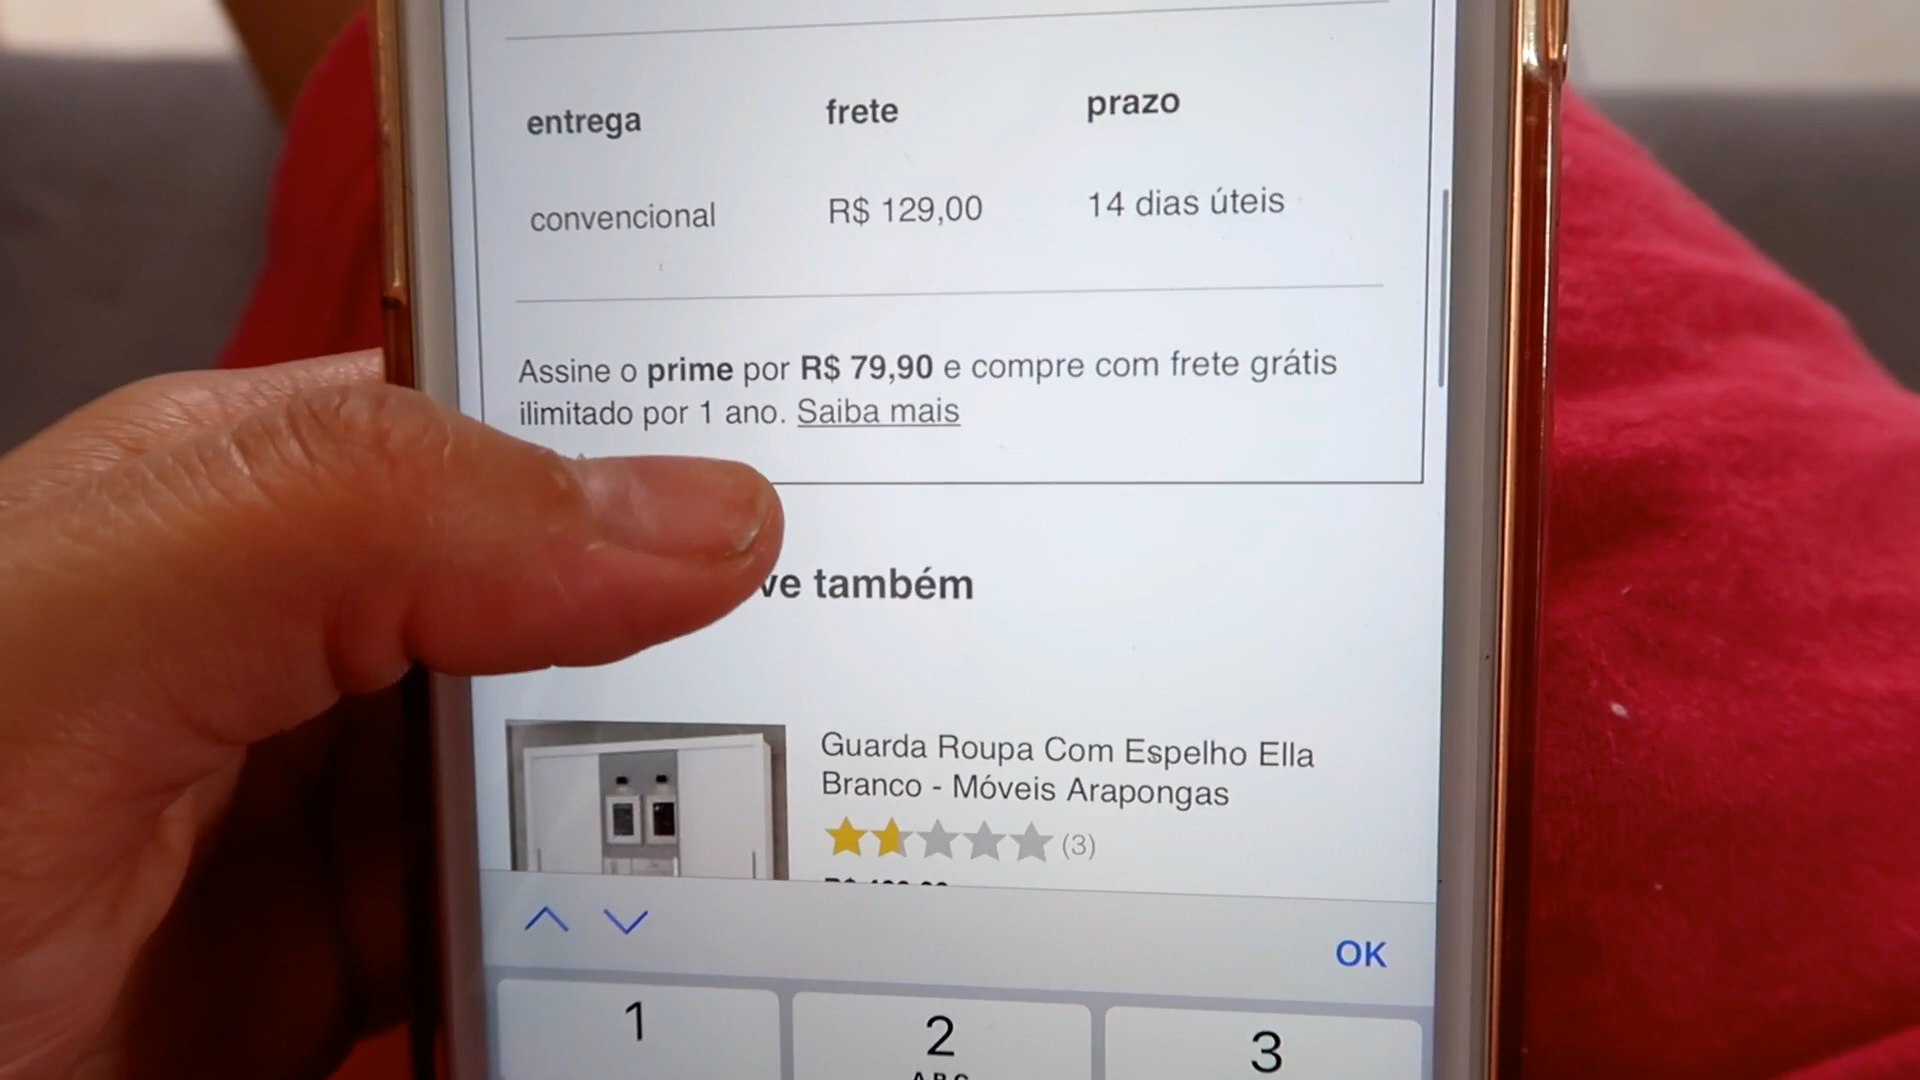 entrega frete prazo
convencional R$ 129,00 14 dias úteis
Assine o prime por R$ 79,90 e compre com frete grátis
ilimitado por 1 ano. Saiba mais
também
Guarda Roupa Com Espelho Ella
Branco - Móveis Arapongas
(3)
OK
1 2 3